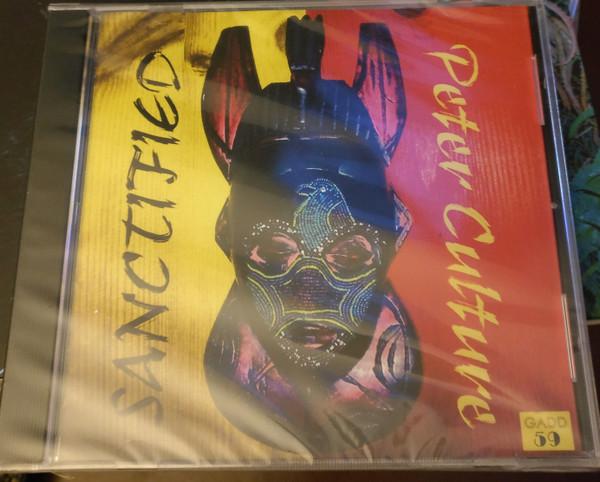 SANCTIFIED
Peter Culture
GADD
59